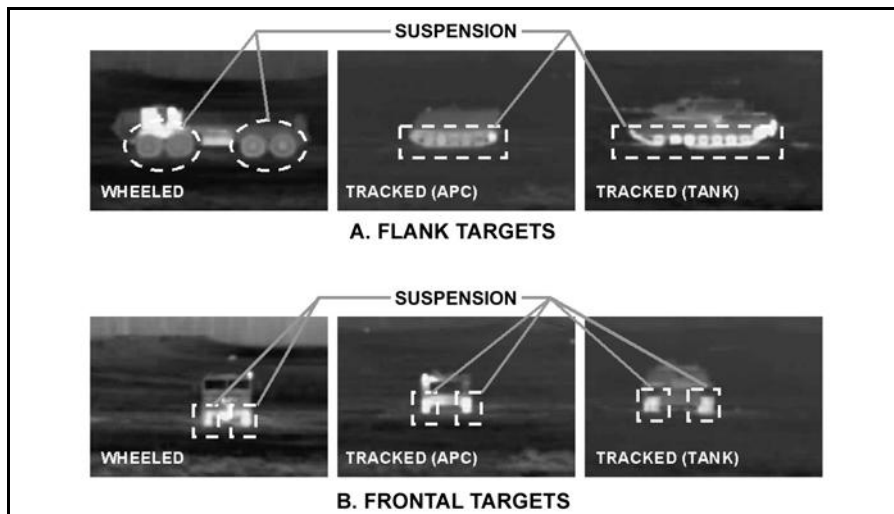 SUSPENSION
WHEELED
TRACKED (APC)
TRACKED (TANK)
A. FLANK TARGETS
SUSPENSION
WHEELED
TRACKED (APC)
TRACKED (TANK)
B. FRONTAL TARGETS